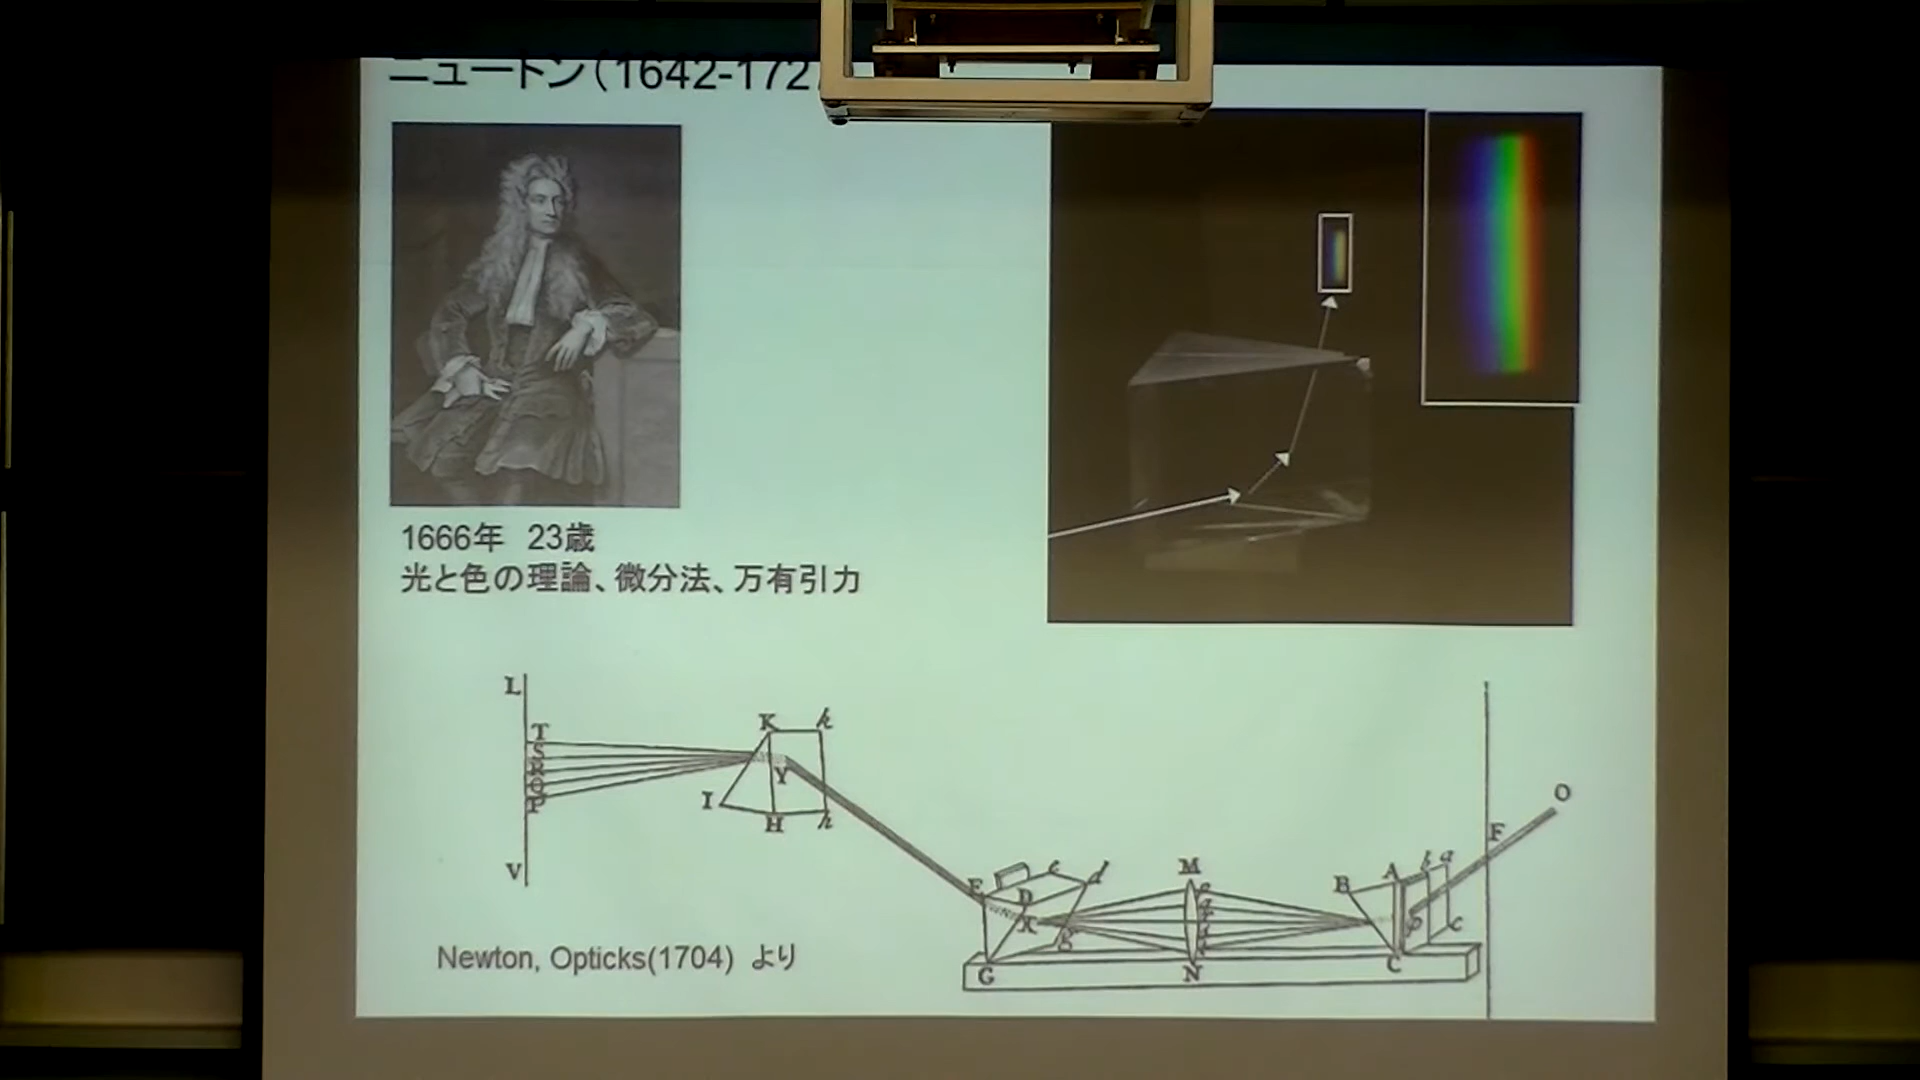 ニュートン(1642-172
1666年 23歳
光と色の理論、微分法、万有引力
L
T
S
R
Q
P
V
K k
Y
I
H h
O
F
E D c d
M
B A b a
X
g
p c
G N C
Newton, Opticks(1704) より